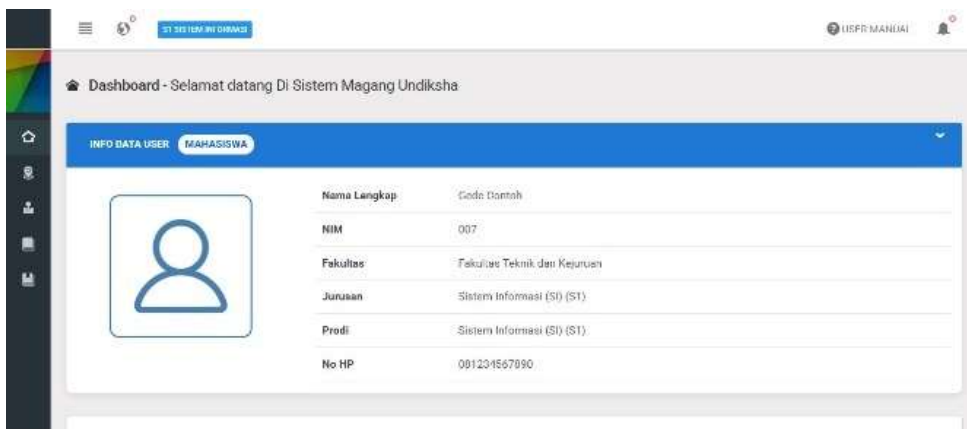 S1 SISTEM INFORMASI
USER MANUAL
Dashboard - Selamat datang Di Sistem Magang Undiksha
INFO DATA USER MAHASISWA
Nama Lengkap Gede Contoh
NIM 007
Fakultas Fakultas Teknik dan Kejuruan
Jurusan Sistem Informasi (SI) (S1)
Prodi Sistem Informasi (SI) (S1)
No HP 081234567890